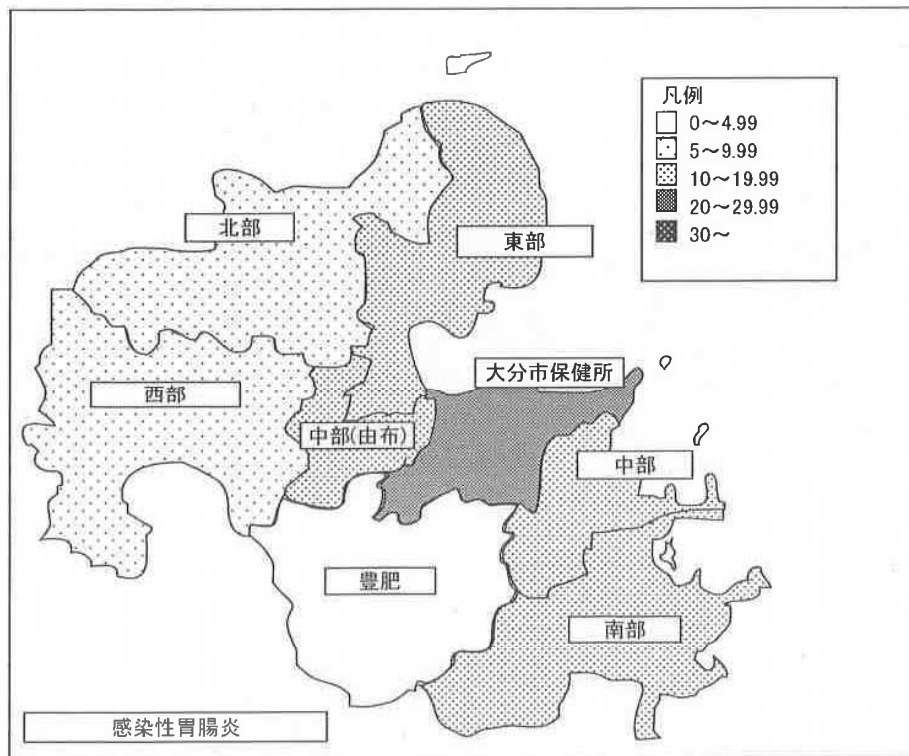 凡例
0～4.99
5～9.99
10～19.99
20～29.99
30～
北部
東部
大分市保健所
西部
中部(由布)
中部
豊肥
南部
感染性胃腸炎